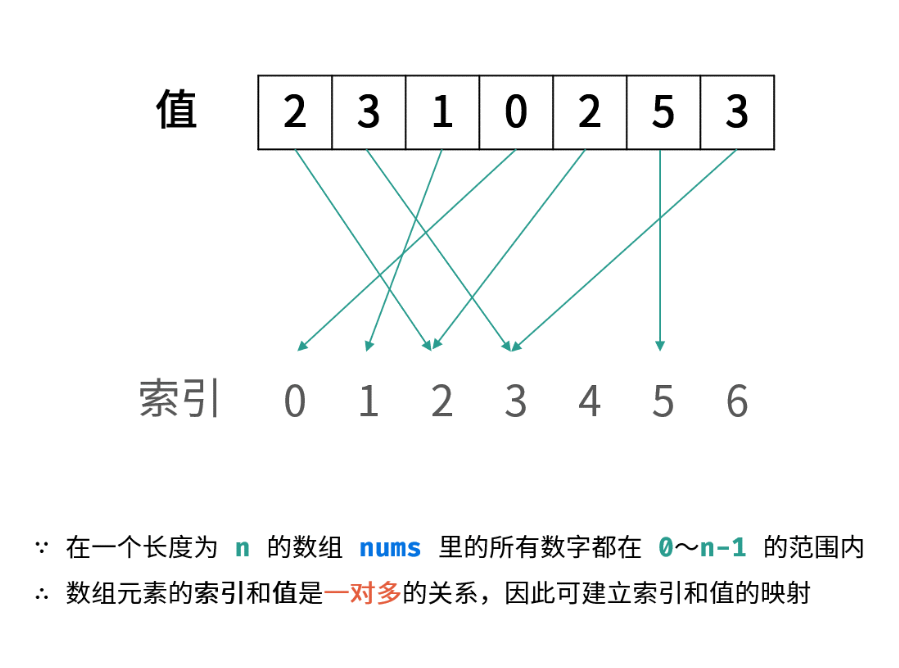 值 2 3 1 0 2 5 3
索引 0 1 2 3 4 5 6
∵ 在一个长度为 n 的数组 nums 里的所有数字都在 0～n-1 的范围内
∴ 数组元素的索引和值是一对多的关系，因此可建立索引和值的映射